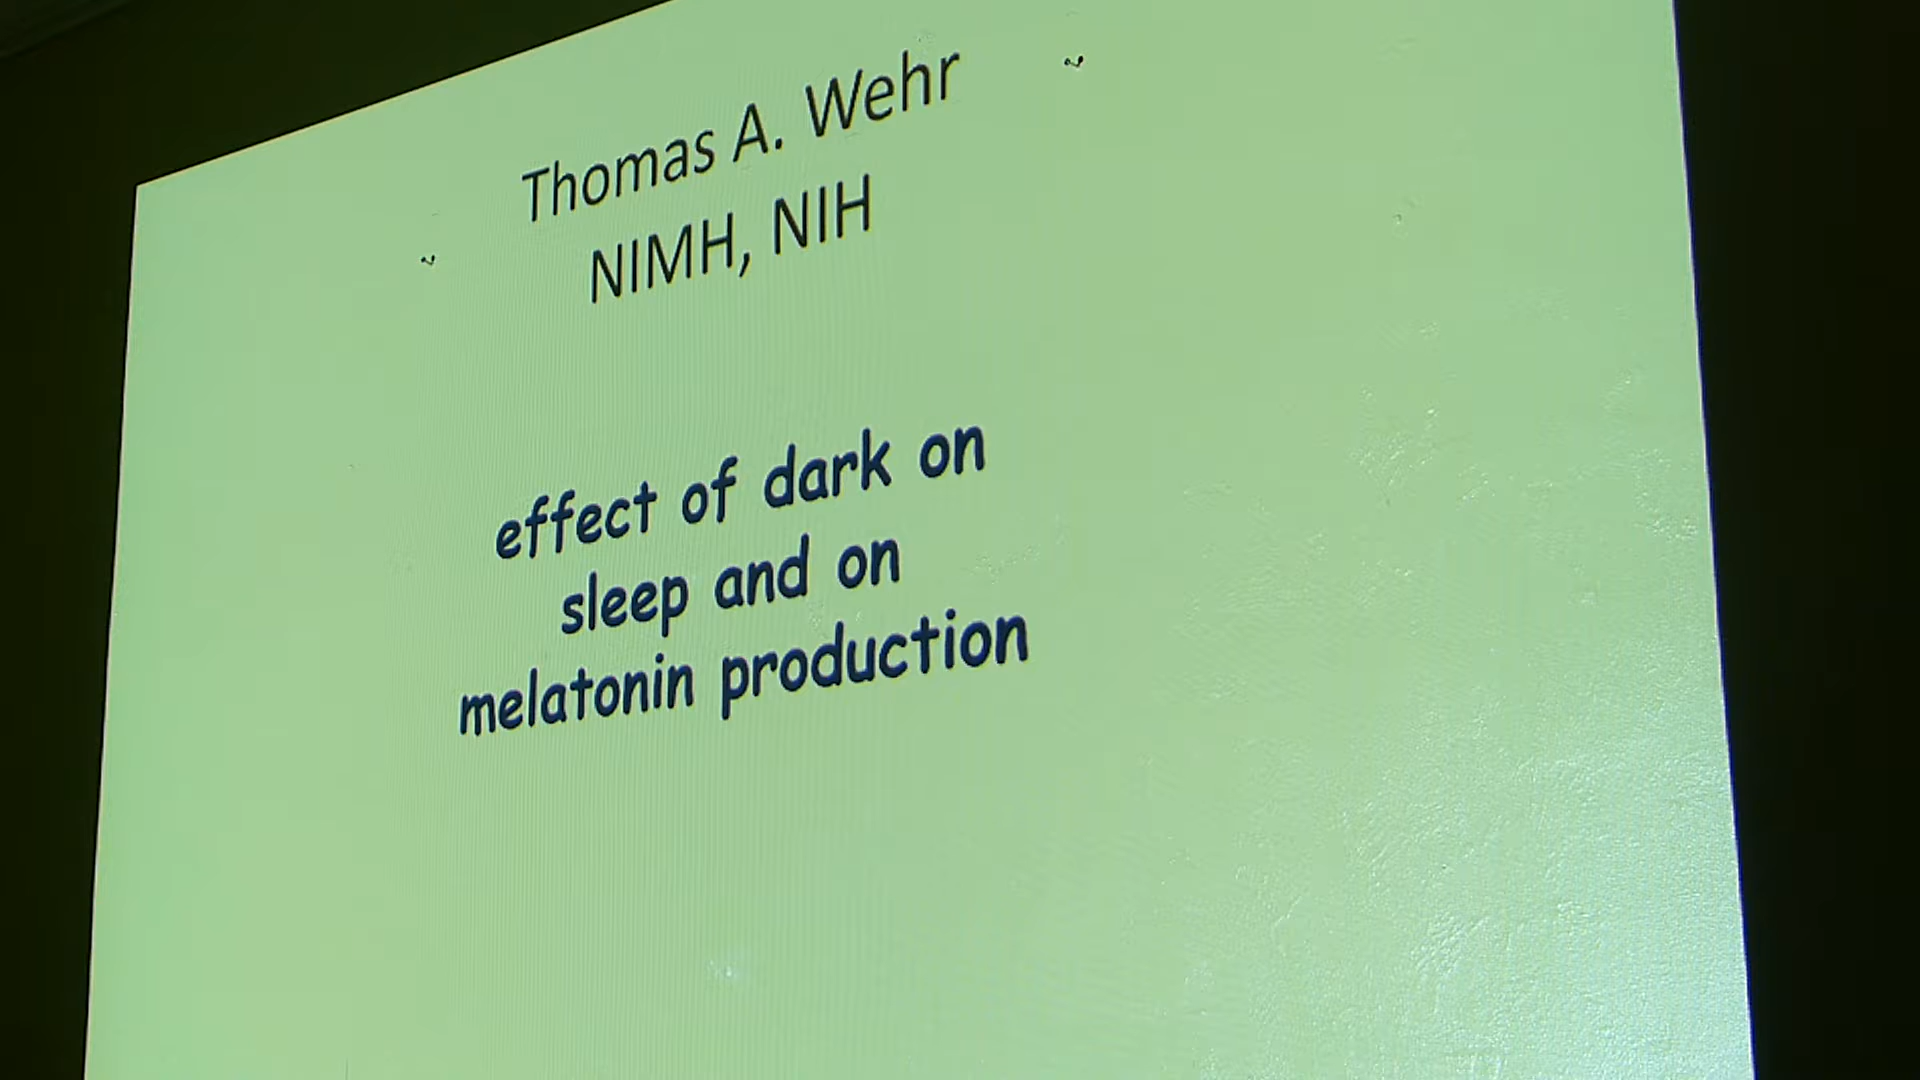 Thomas A. Wehr
NIMH, NIH
effect of dark on
sleep and on
melatonin production